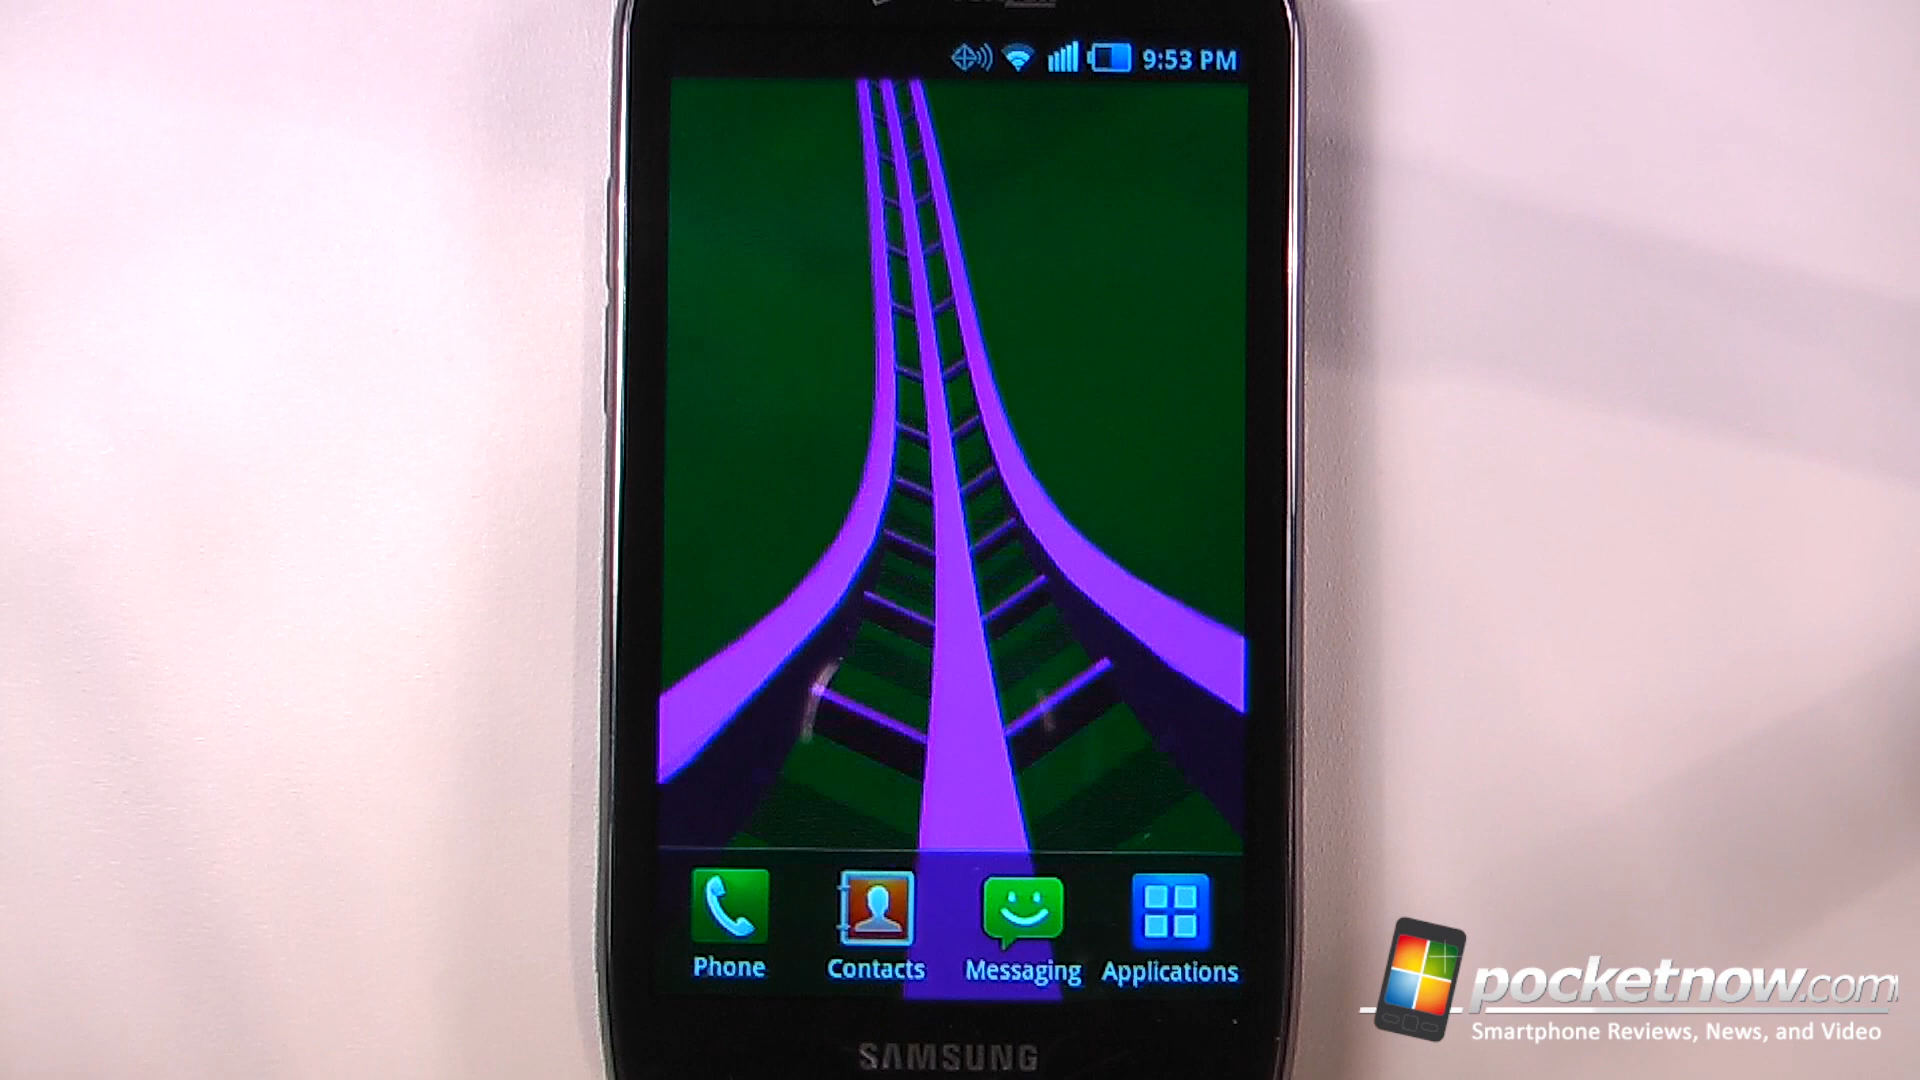 9:53 PM
Phone
Contacts
Messaging
Applications
SAMSUNG
pocketnow.com
Smartphone Reviews, News, and Video